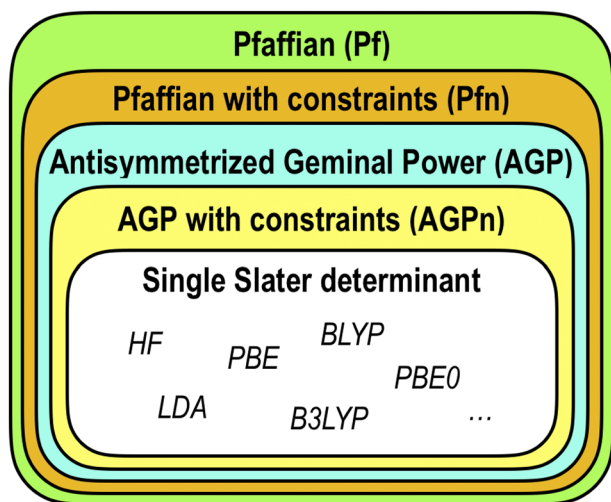 Pfaffian (Pf)
Pfaffian with constraints (Pfn)
Antisymmetrized Geminal Power (AGP)
AGP with constraints (AGPn)
Single Slater determinant
HF PBE BLYP PBE0
LDA B3LYP ...